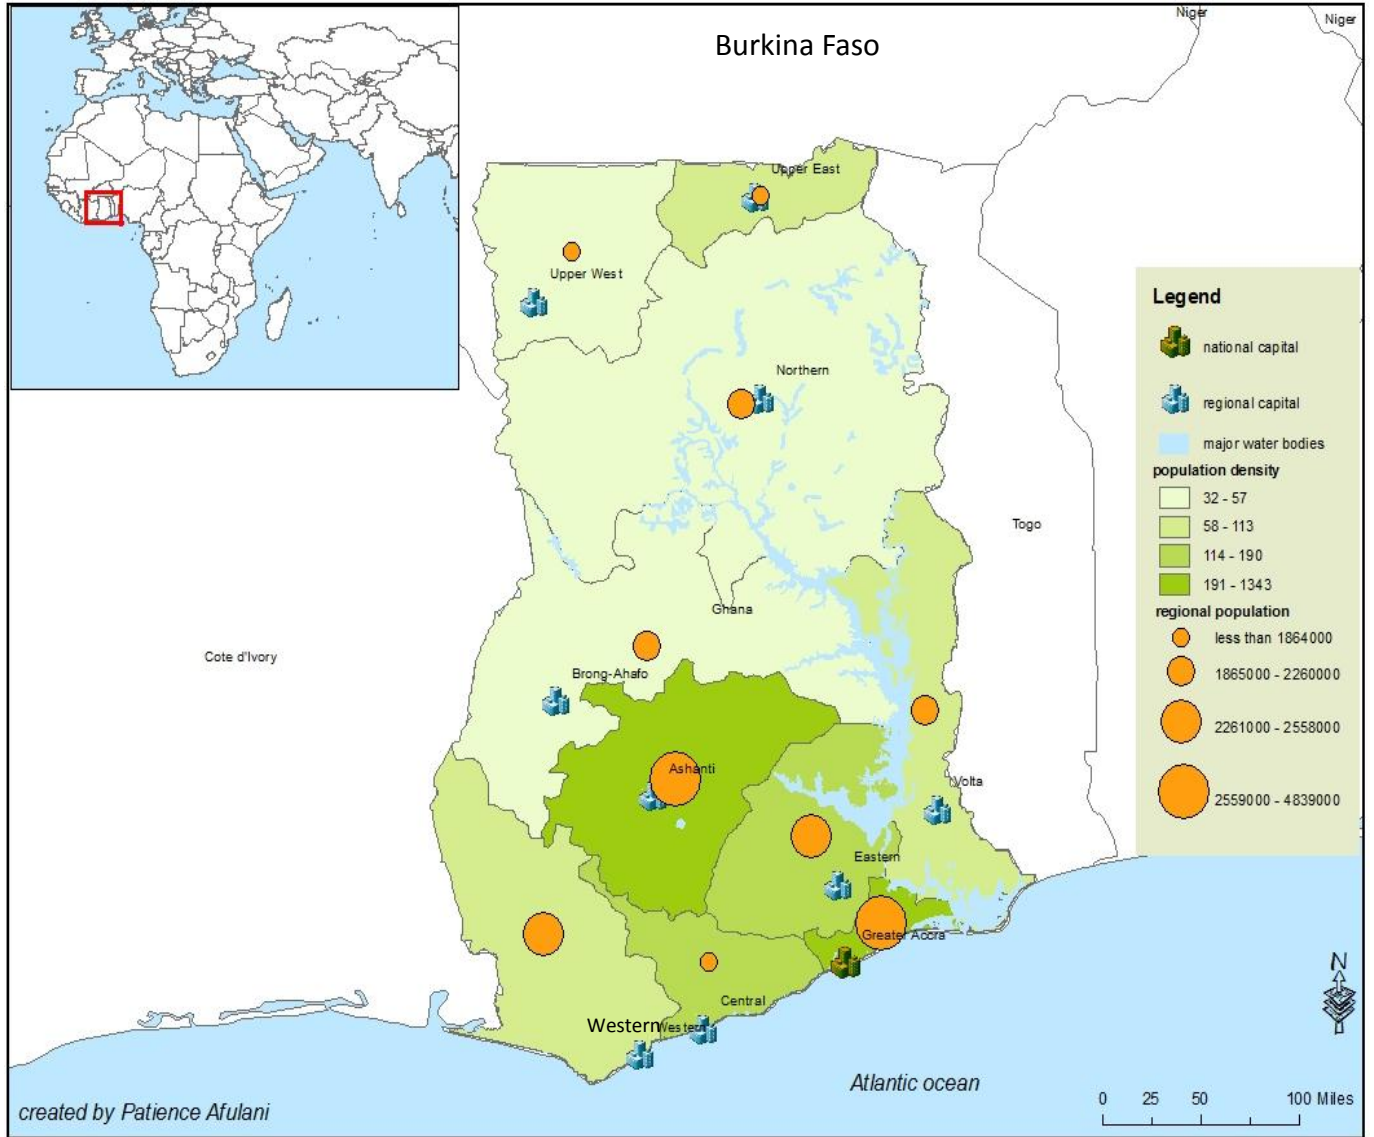 Niger
Niger
Burkina Faso
Upper East
Upper West
Northern
Togo
Ghana
Cote d'Ivory
Brong-Ahafo
Ashanti
Volta
Eastern
Greater Accra
Central
Western
Western
Atlantic ocean
created by Patience Afulani
Legend
national capital
regional capital
major water bodies
population density
32 - 57
58 - 113
114 - 190
191 - 1343
regional population
less than 1864000
1865000 - 2260000
2261000 - 2558000
2559000 - 4839000
N
0 25 50 100 Miles